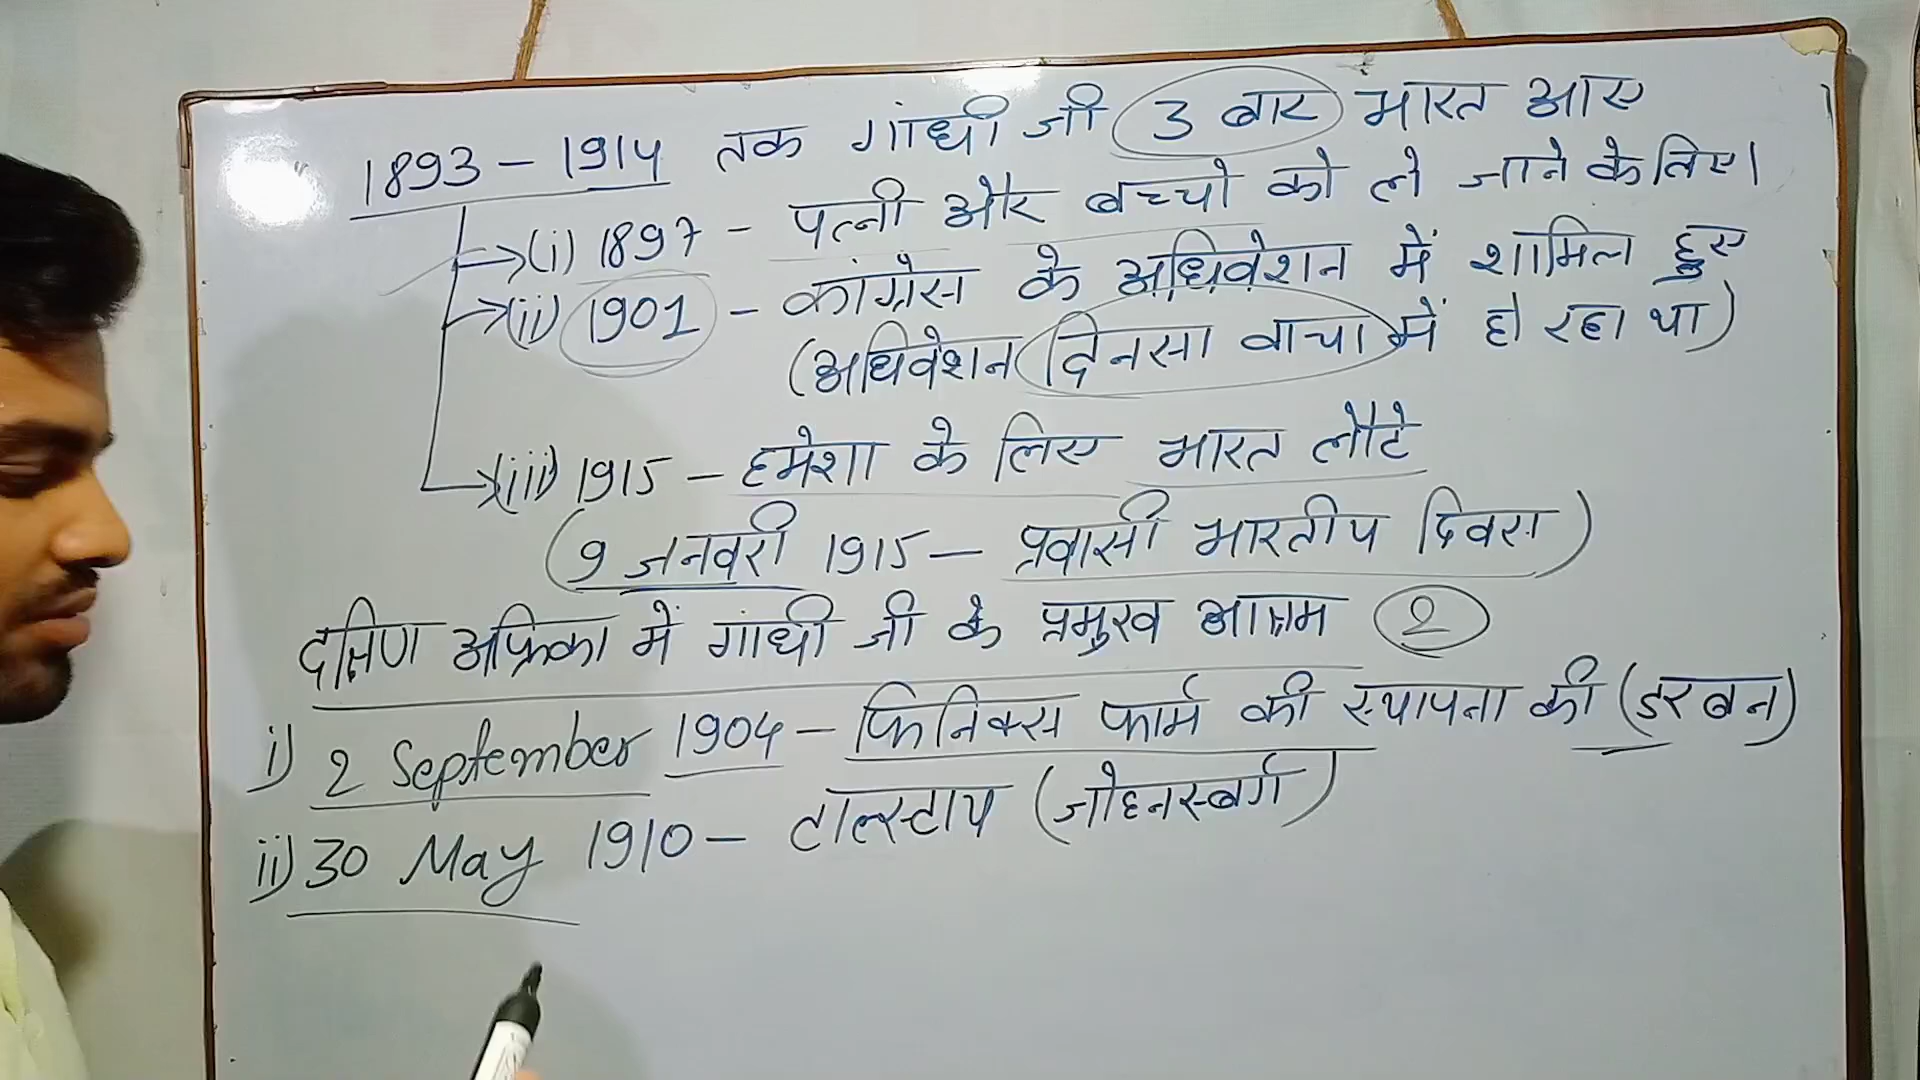 1893 - 1914 तक गांधी जी 3 बार भारत आए
→(i) 1897 - पत्नी और बच्चो को ले जाने के लिए।
→(ii) 1901 - कांग्रेस के अधिवेशन में शामिल हुए
(अधिवेशन दिनसा वाचा में हो रहा था)
→(iii) 1915 - हमेशा के लिए भारत लौटे
(9 जनवरी 1915 - प्रवासी भारतीय दिवस)
दक्षिण अफ्रिका में गांधी जी के प्रमुख आश्रम 2
i) 2 September 1904 - फिनिक्स फार्म की स्थापना की (डरबन)
ii) 30 May 1910 - टाल्स्टाय (जोहनस्बर्ग)